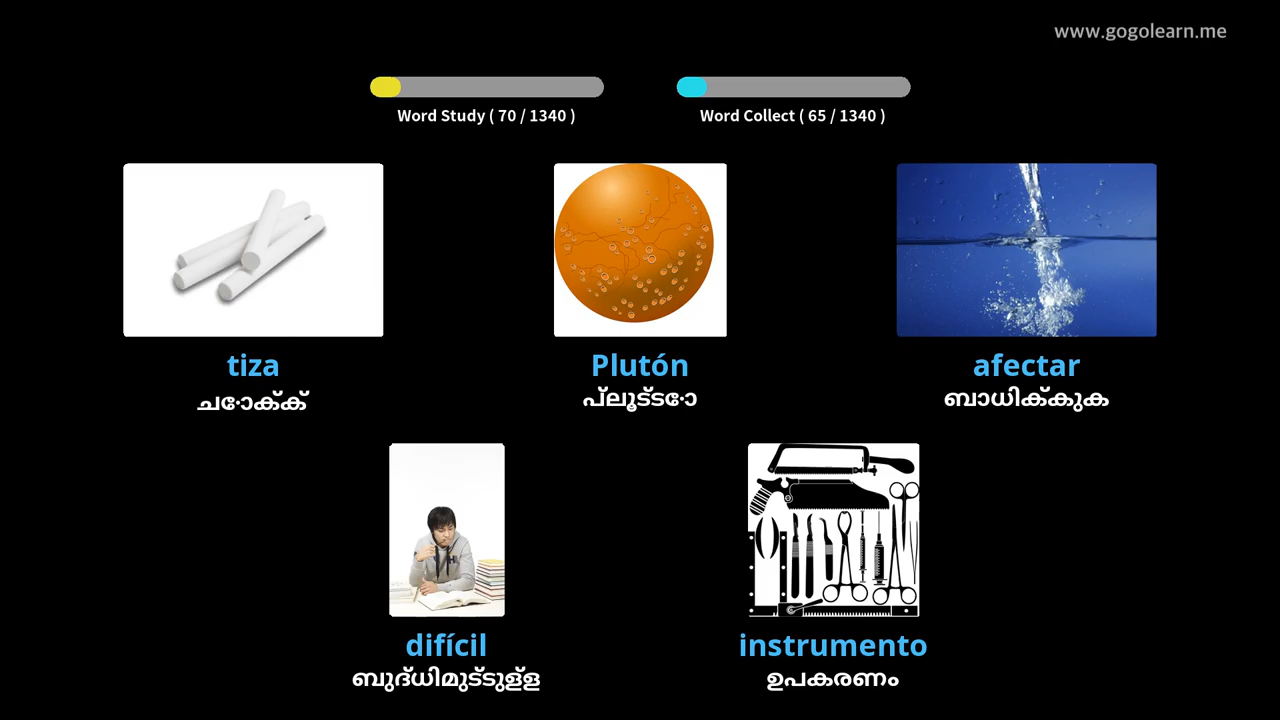 www.gogolearn.me
Word Study ( 70 / 1340 )
Word Collect ( 65 / 1340 )
tiza
ചോക്ക്
Plutón
പ്ലൂട്ടോ
afectar
ബാധിക്കുക
difícil
ബുദ്ധിമുട്ടുള്ള
instrumento
ഉപകരണം